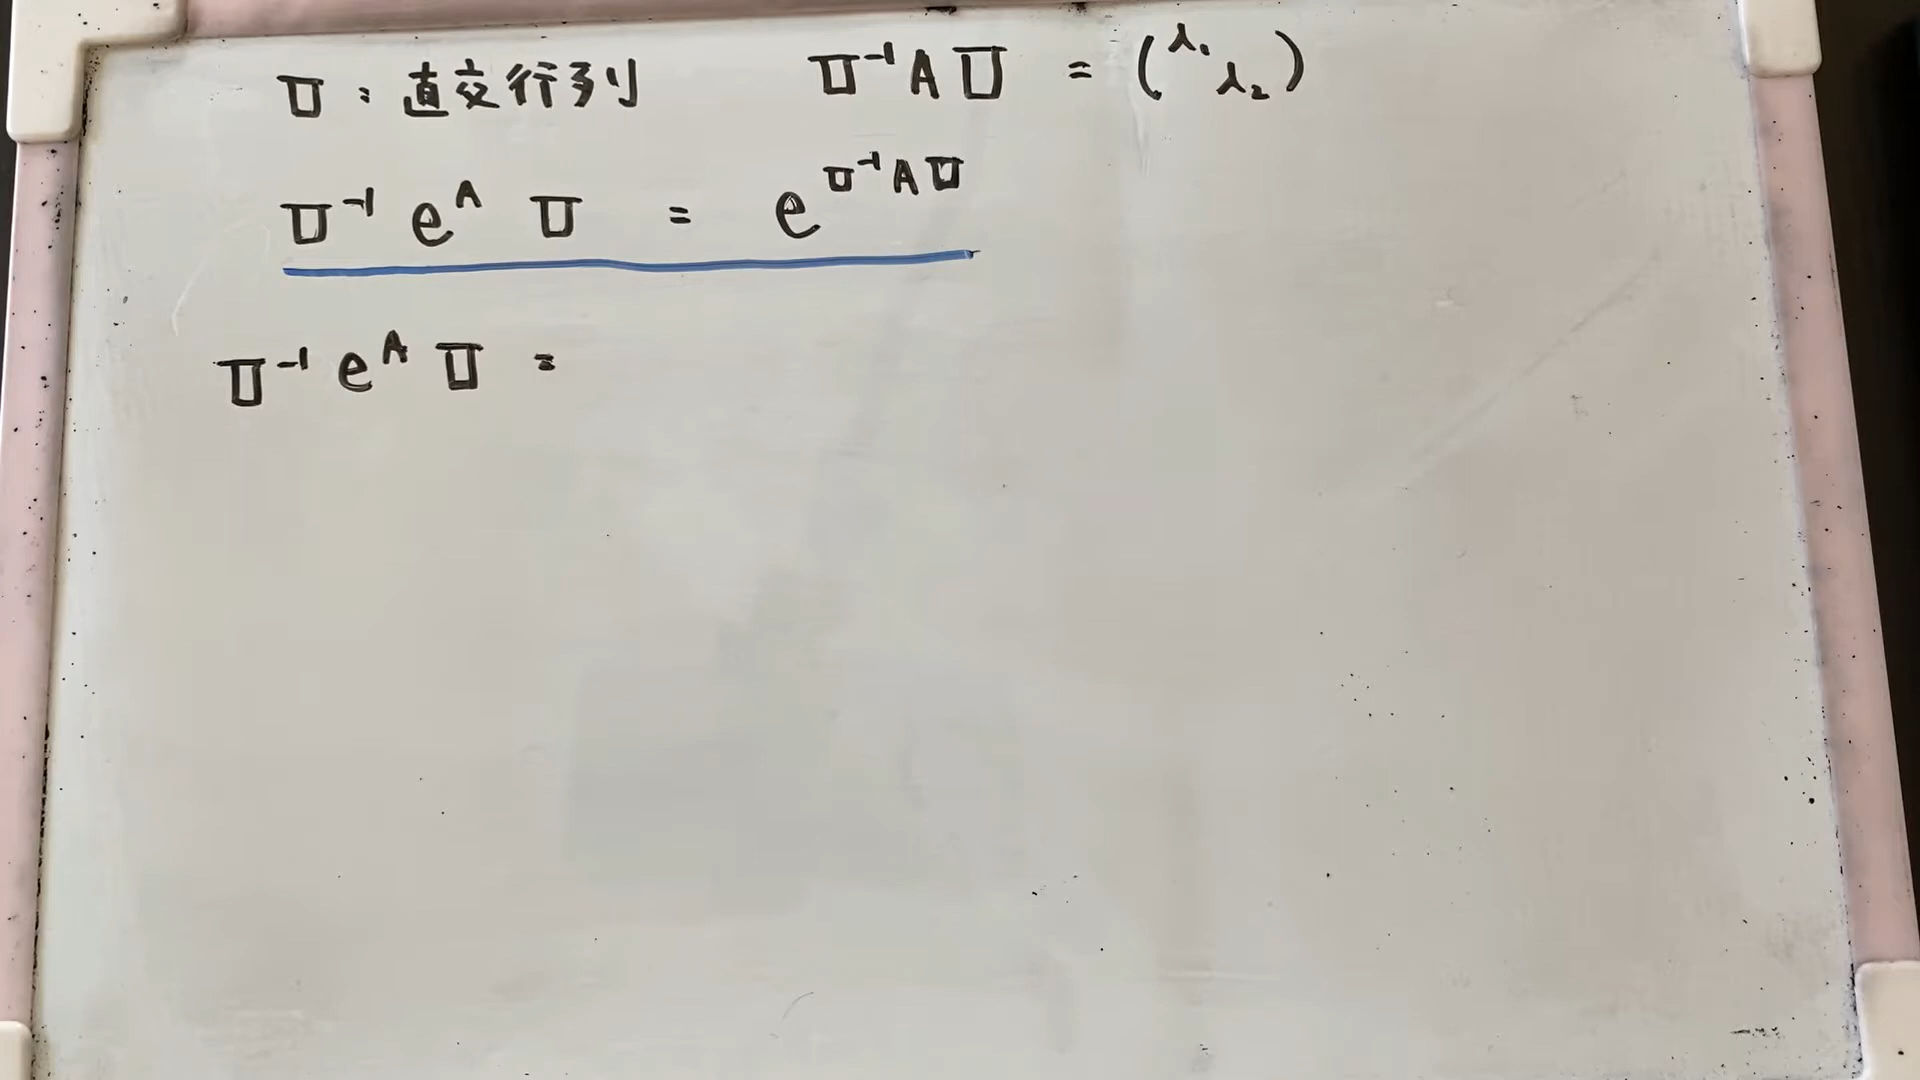 U : 直交行列 U⁻¹AU = (λ₁ λ₂)
U⁻¹ e^A U = e^{U⁻¹AU}
U⁻¹ e^A U =